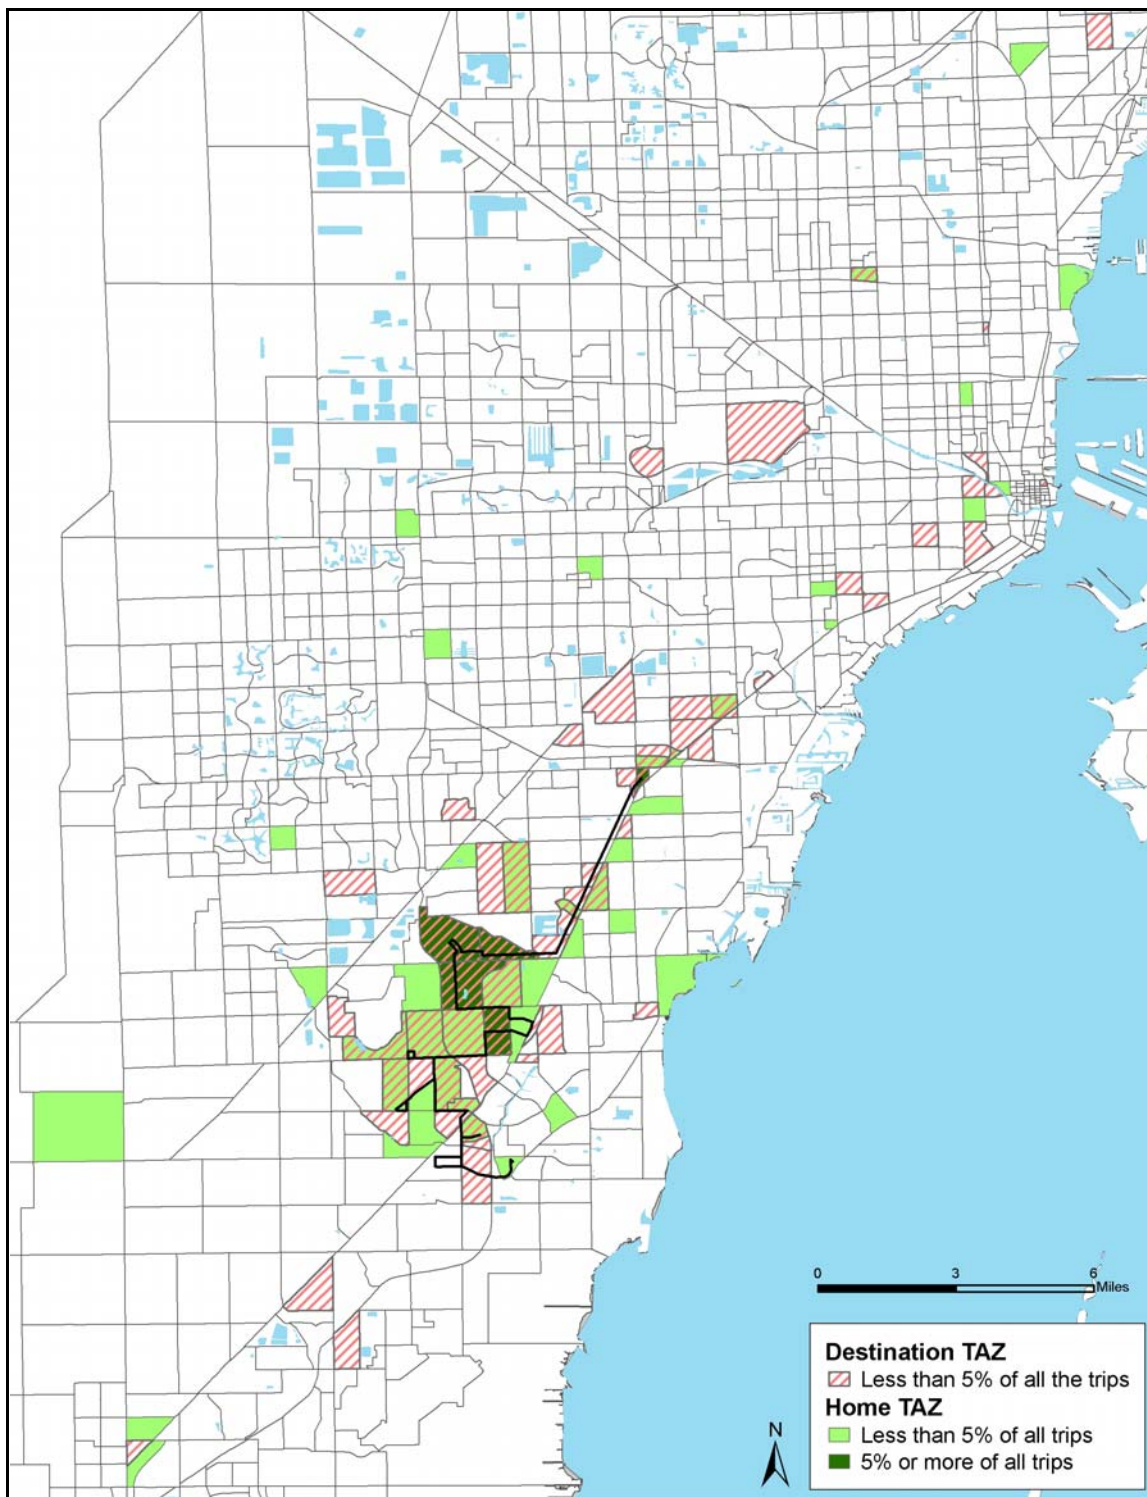 0 3 6
Miles
Destination TAZ
Less than 5% of all the trips
Home TAZ
Less than 5% of all trips
5% or more of all trips
N